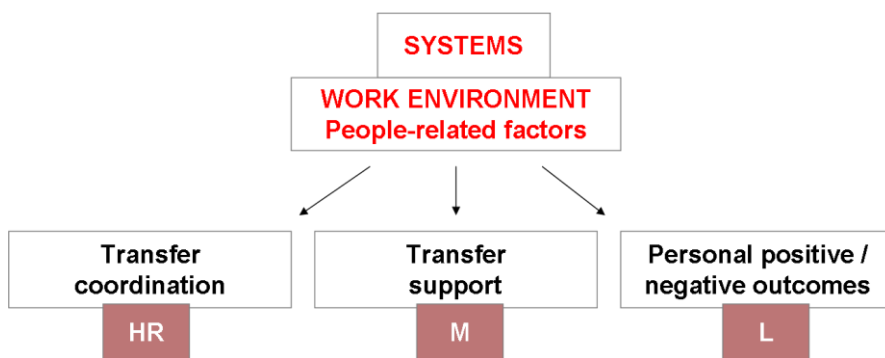 SYSTEMS
WORK ENVIRONMENT
People-related factors
Transfer
coordination
HR
Transfer
support
M
Personal positive /
negative outcomes
L